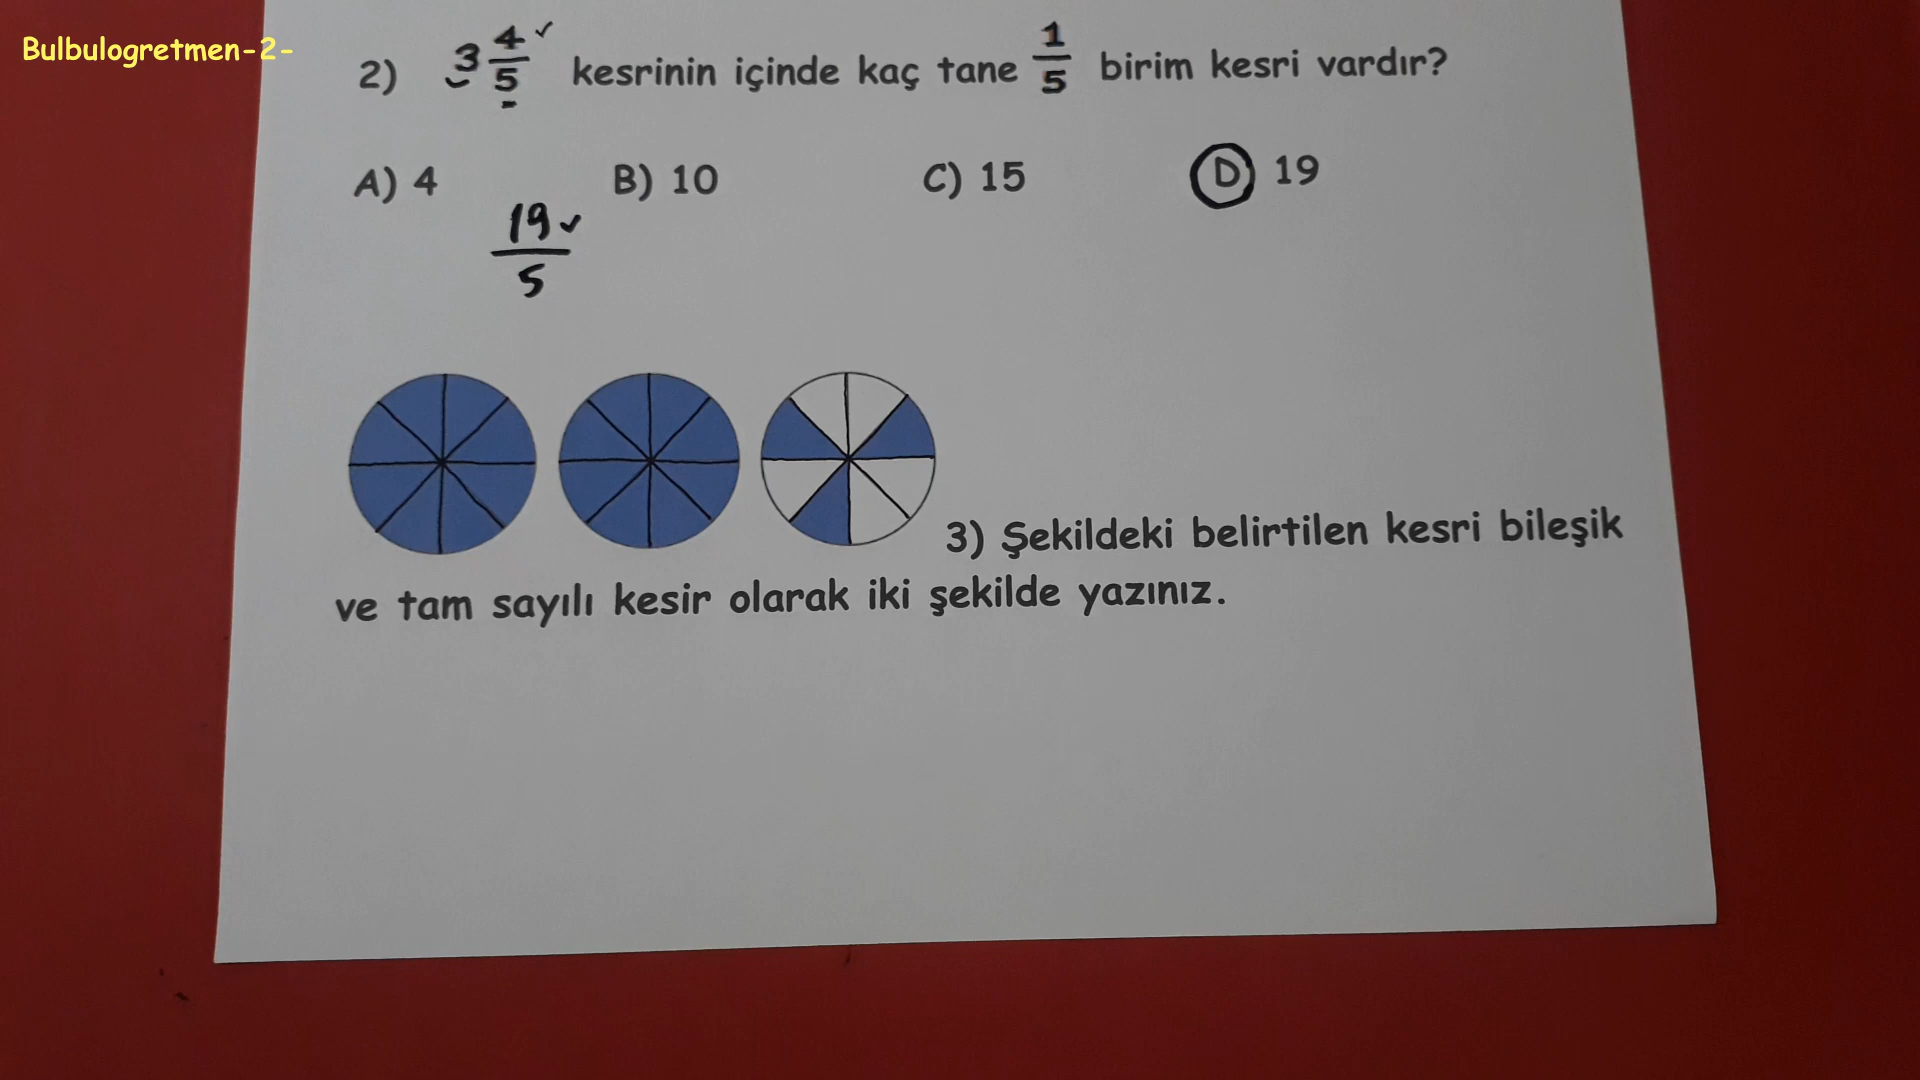 Bulbulogretmen-2-
2) 3 4/5 kesrinin içinde kaç tane 1/5 birim kesri vardır?
A) 4 B) 10 C) 15 D) 19
19/5
3) Şekildeki belirtilen kesri bileşik
ve tam sayılı kesir olarak iki şekilde yazınız.